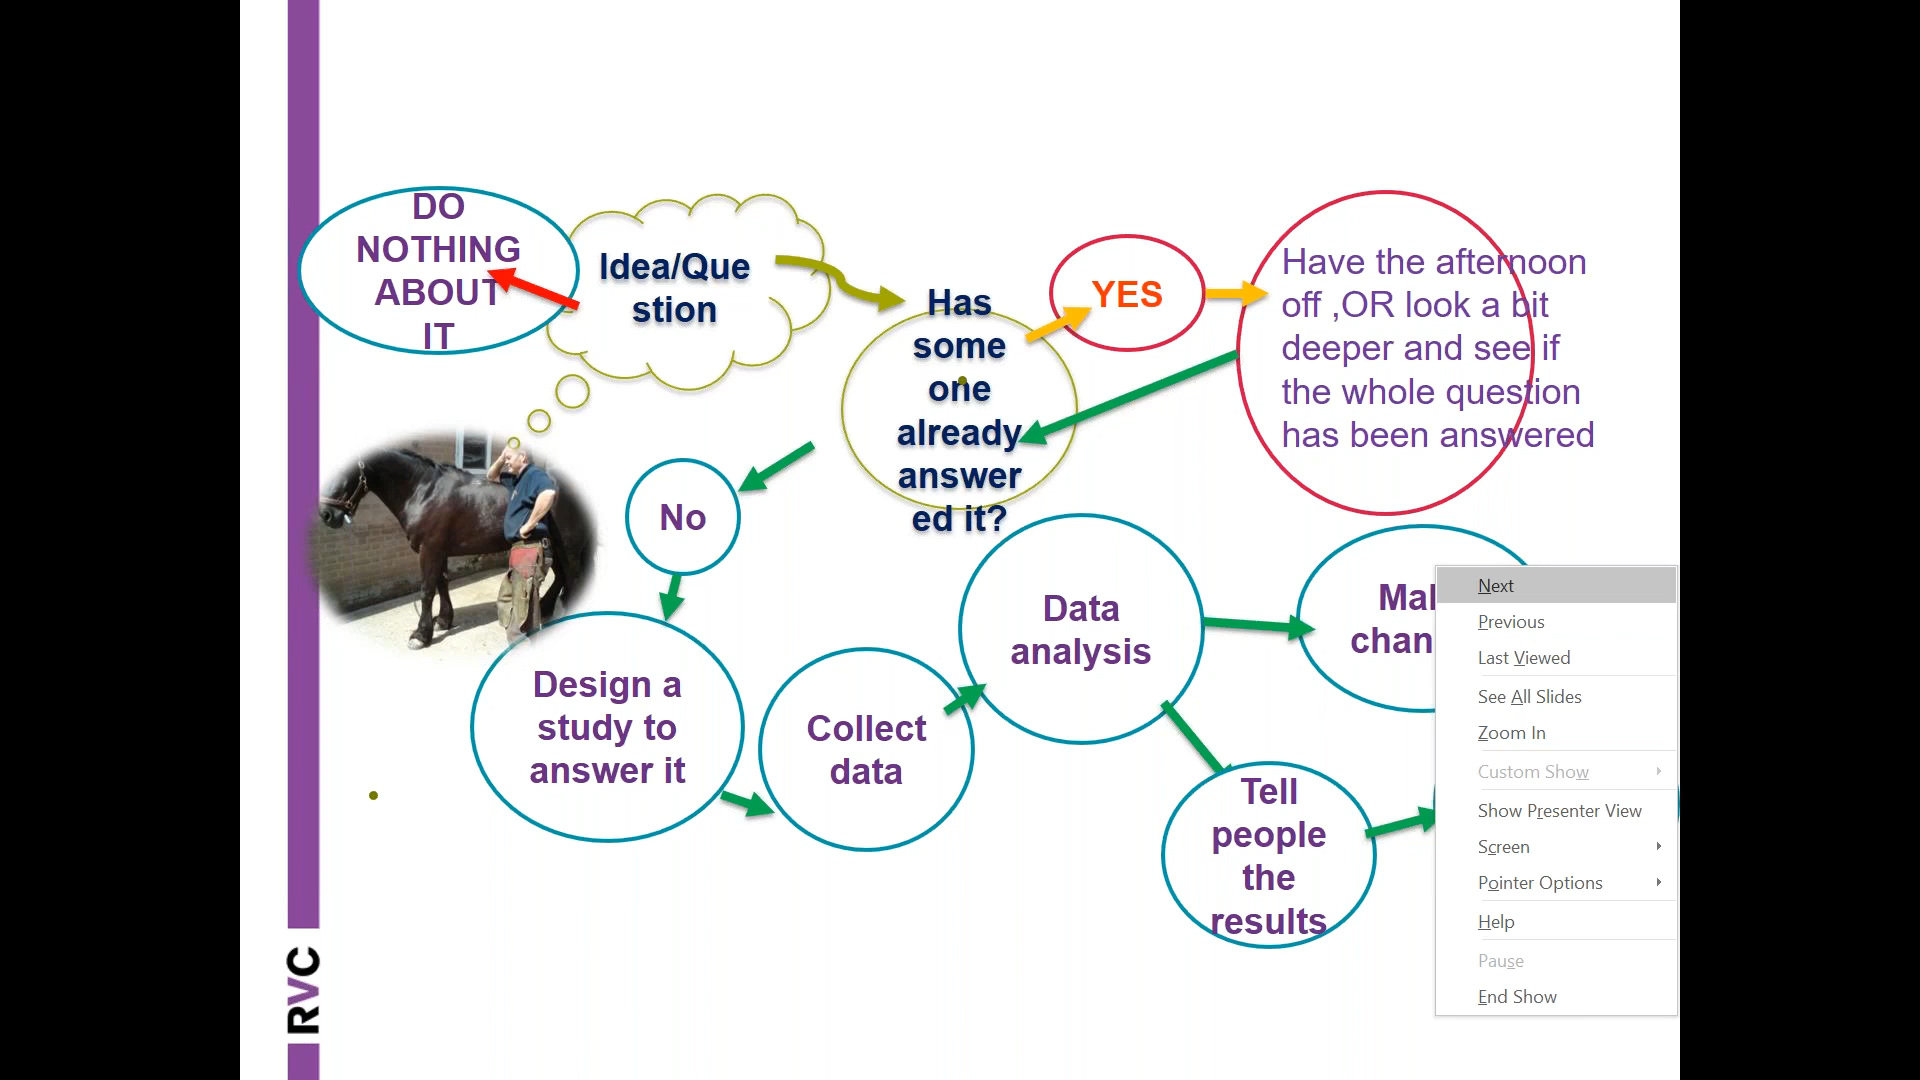 DO
NOTHING
ABOUT
IT
Idea/Que
stion
Has
some
one
already
answer
ed it?
YES
Have the afternoon
off ,OR look a bit
deeper and see if
the whole question
has been answered
No
Design a
study to
answer it
Collect
data
Data
analysis
Tell
people
the
results
Next
Previous
Last Viewed
See All Slides
Zoom In
Custom Show
Show Presenter View
Screen
Pointer Options
Help
Pause
End Show
RVC